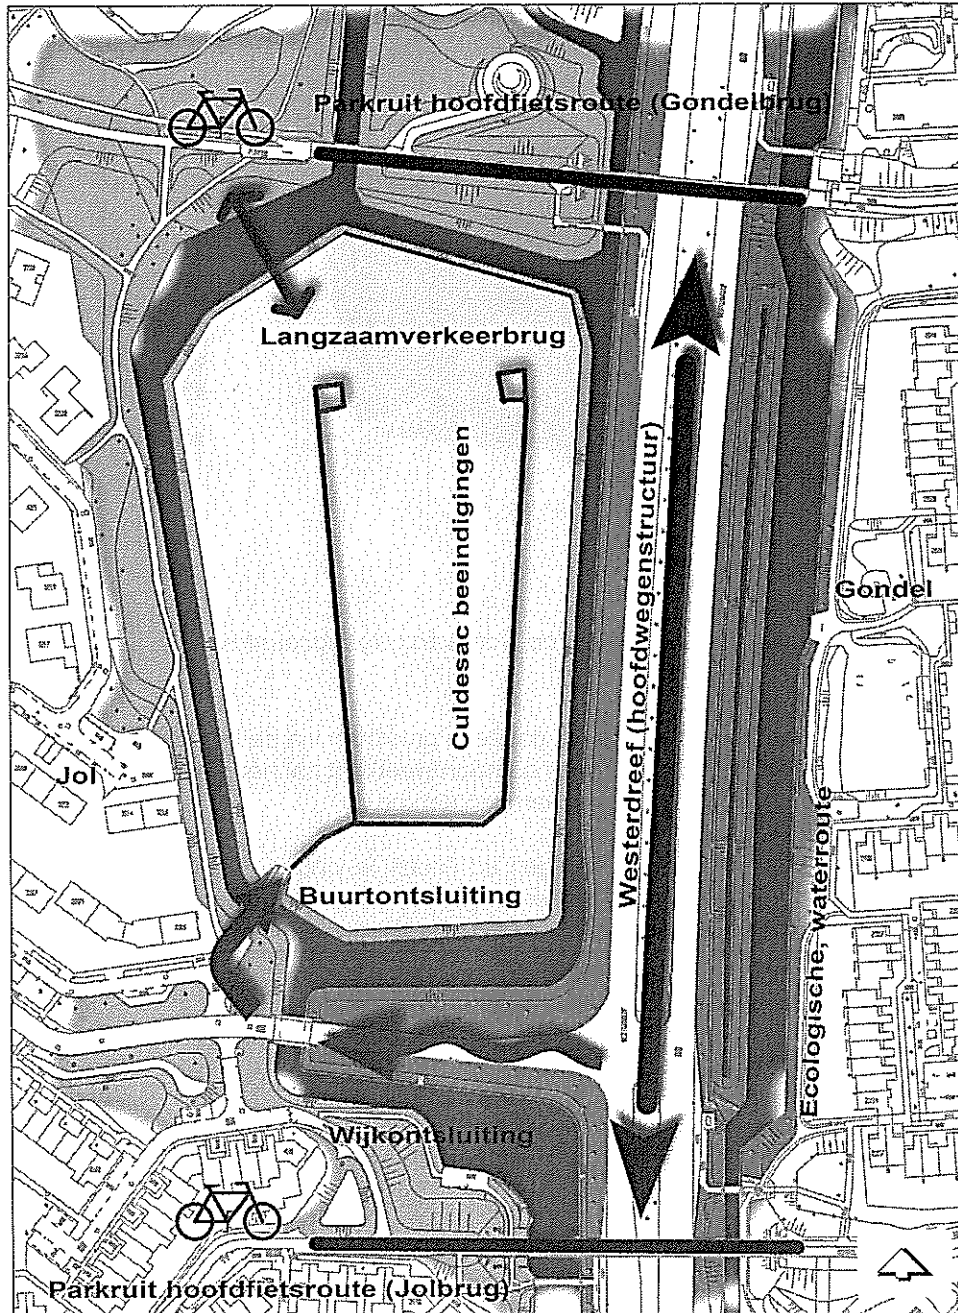 Parkruit hoofdfietsroute (Gondelbrug)
Langzaamverkeerbrug
Culdesac beeindigingen
Westerdreef (hoofdwegenstructuur)
Gondel
Jol
Buurtontsluiting
Ecologische, waterroute
Wijkontsluiting
Parkruit hoofdfietsroute (Jolbrug)